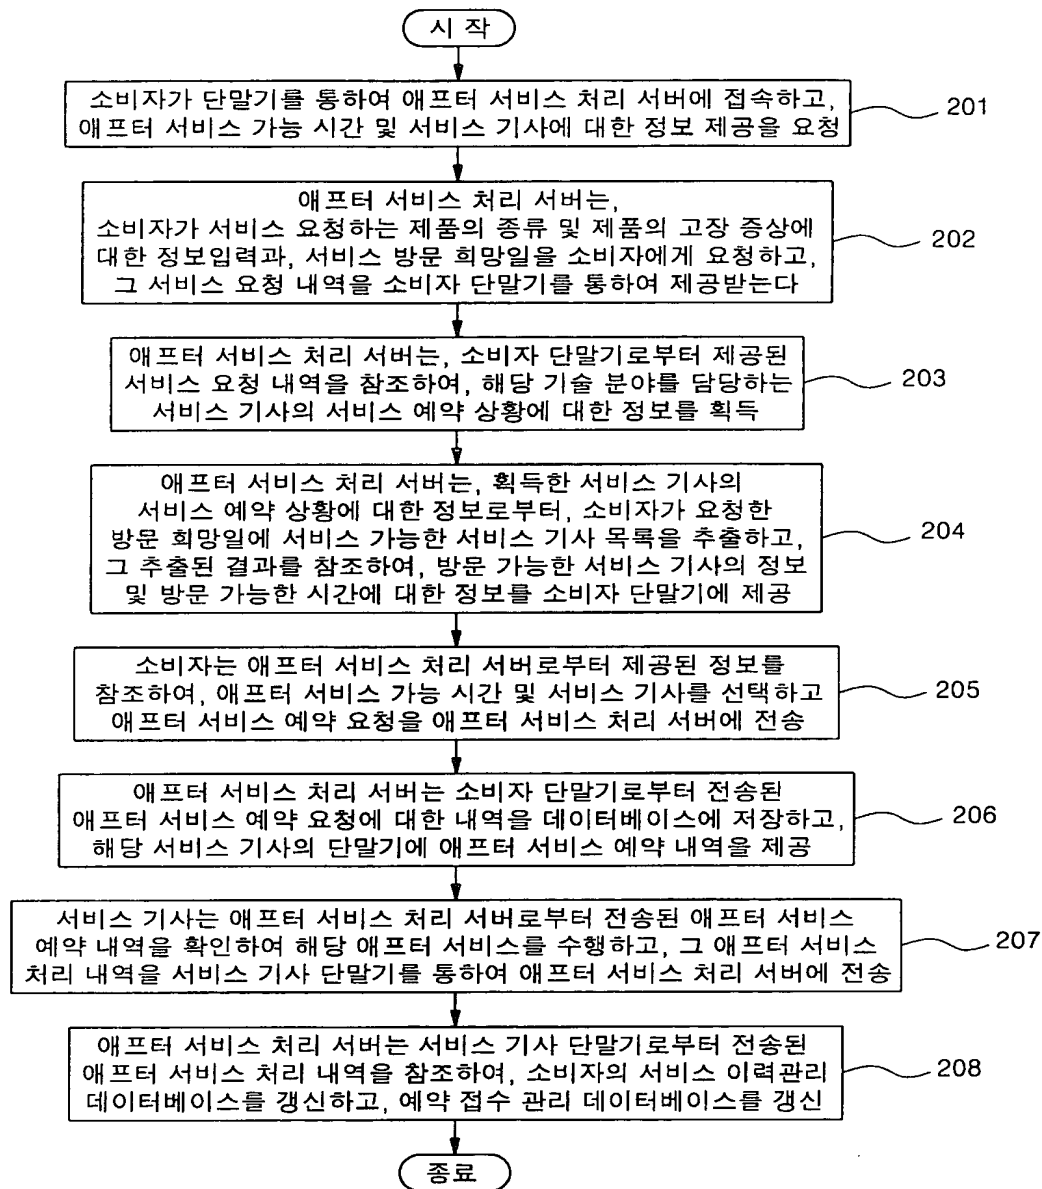 시 작
소비자가 단말기를 통하여 애프터 서비스 처리 서버에 접속하고,
애프터 서비스 가능 시간 및 서비스 기사에 대한 정보 제공을 요청
201
애프터 서비스 처리 서버는,
소비자가 서비스 요청하는 제품의 종류 및 제품의 고장 증상에
대한 정보입력과, 서비스 방문 희망일을 소비자에게 요청하고,
그 서비스 요청 내역을 소비자 단말기를 통하여 제공받는다
202
애프터 서비스 처리 서버는, 소비자 단말기로부터 제공된
서비스 요청 내역을 참조하여, 해당 기술 분야를 담당하는
서비스 기사의 서비스 예약 상황에 대한 정보를 획득
203
애프터 서비스 처리 서버는, 획득한 서비스 기사의
서비스 예약 상황에 대한 정보로부터, 소비자가 요청한
방문 희망일에 서비스 가능한 서비스 기사 목록을 추출하고,
그 추출된 결과를 참조하여, 방문 가능한 서비스 기사의 정보
및 방문 가능한 시간에 대한 정보를 소비자 단말기에 제공
204
소비자는 애프터 서비스 처리 서버로부터 제공된 정보를
참조하여, 애프터 서비스 가능 시간 및 서비스 기사를 선택하고
애프터 서비스 예약 요청을 애프터 서비스 처리 서버에 전송
205
애프터 서비스 처리 서버는 소비자 단말기로부터 전송된
애프터 서비스 예약 요청에 대한 내역을 데이터베이스에 저장하고,
해당 서비스 기사의 단말기에 애프터 서비스 예약 내역을 제공
206
서비스 기사는 애프터 서비스 처리 서버로부터 전송된 애프터 서비스
예약 내역을 확인하여 해당 애프터 서비스를 수행하고, 그 애프터 서비스
처리 내역을 서비스 기사 단말기를 통하여 애프터 서비스 처리 서버에 전송
207
애프터 서비스 처리 서버는 서비스 기사 단말기로부터 전송된
애프터 서비스 처리 내역을 참조하여, 소비자의 서비스 이력관리
데이터베이스를 갱신하고, 예약 접수 관리 데이터베이스를 갱신
208
종료